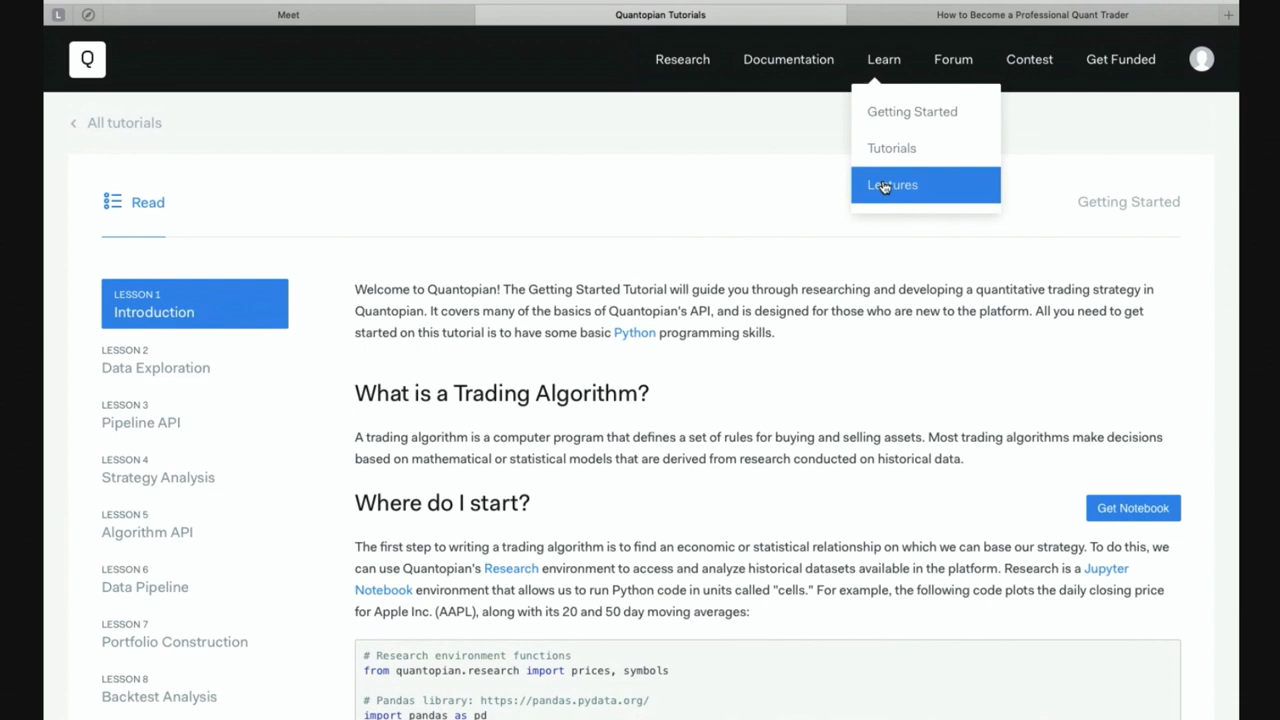 L
Meet
Quantopian Tutorials
How to Become a Professional Quant Trader
Q
Research
Documentation
Learn
Forum
Contest
Get Funded
Getting Started
Tutorials
Lectures
All tutorials
Read
Getting Started
LESSON 1
Introduction
LESSON 2
Data Exploration
LESSON 3
Pipeline API
LESSON 4
Strategy Analysis
LESSON 5
Algorithm API
LESSON 6
Data Pipeline
LESSON 7
Portfolio Construction
LESSON 8
Backtest Analysis
Welcome to Quantopian! The Getting Started Tutorial will guide you through researching and developing a quantitative trading strategy in
Quantopian. It covers many of the basics of Quantopian's API, and is designed for those who are new to the platform. All you need to get
started on this tutorial is to have some basic Python programming skills.
What is a Trading Algorithm?
A trading algorithm is a computer program that defines a set of rules for buying and selling assets. Most trading algorithms make decisions
based on mathematical or statistical models that are derived from research conducted on historical data.
Where do I start?
Get Notebook
The first step to writing a trading algorithm is to find an economic or statistical relationship on which we can base our strategy. To do this, we
can use Quantopian's Research environment to access and analyze historical datasets available in the platform. Research is a Jupyter
Notebook environment that allows us to run Python code in units called "cells." For example, the following code plots the daily closing price
for Apple Inc. (AAPL), along with its 20 and 50 day moving averages:
# Research environment functions
from quantopian.research import prices, symbols
# Pandas library: https://pandas.pydata.org/
import pandas as pd